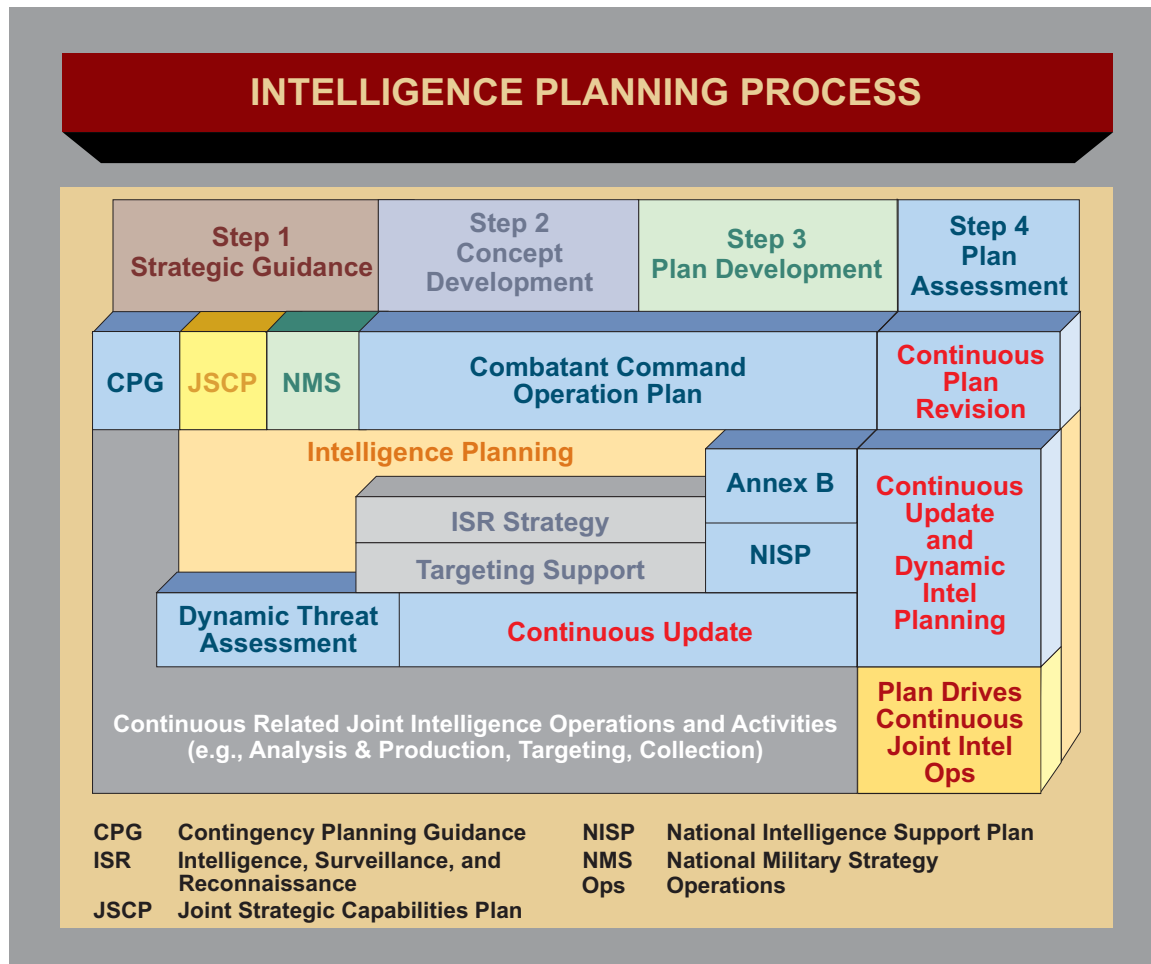 INTELLIGENCE PLANNING PROCESS
Step 1
Strategic Guidance
Step 2
Concept
Development
Step 3
Plan Development
Step 4
Plan
Assessment
CPG
JSCP
NMS
Combatant Command
Operation Plan
Continuous
Plan
Revision
Intelligence Planning
Annex B
ISR Strategy
NISP
Targeting Support
Continuous
Update
and
Dynamic
Intel
Planning
Dynamic Threat
Assessment
Continuous Update
Continuous Related Joint Intelligence Operations and Activities
(e.g., Analysis & Production, Targeting, Collection)
Plan Drives
Continuous
Joint Intel
Ops
CPG Contingency Planning Guidance
ISR Intelligence, Surveillance, and
Reconnaissance
JSCP Joint Strategic Capabilities Plan
NISP National Intelligence Support Plan
NMS National Military Strategy
Ops Operations